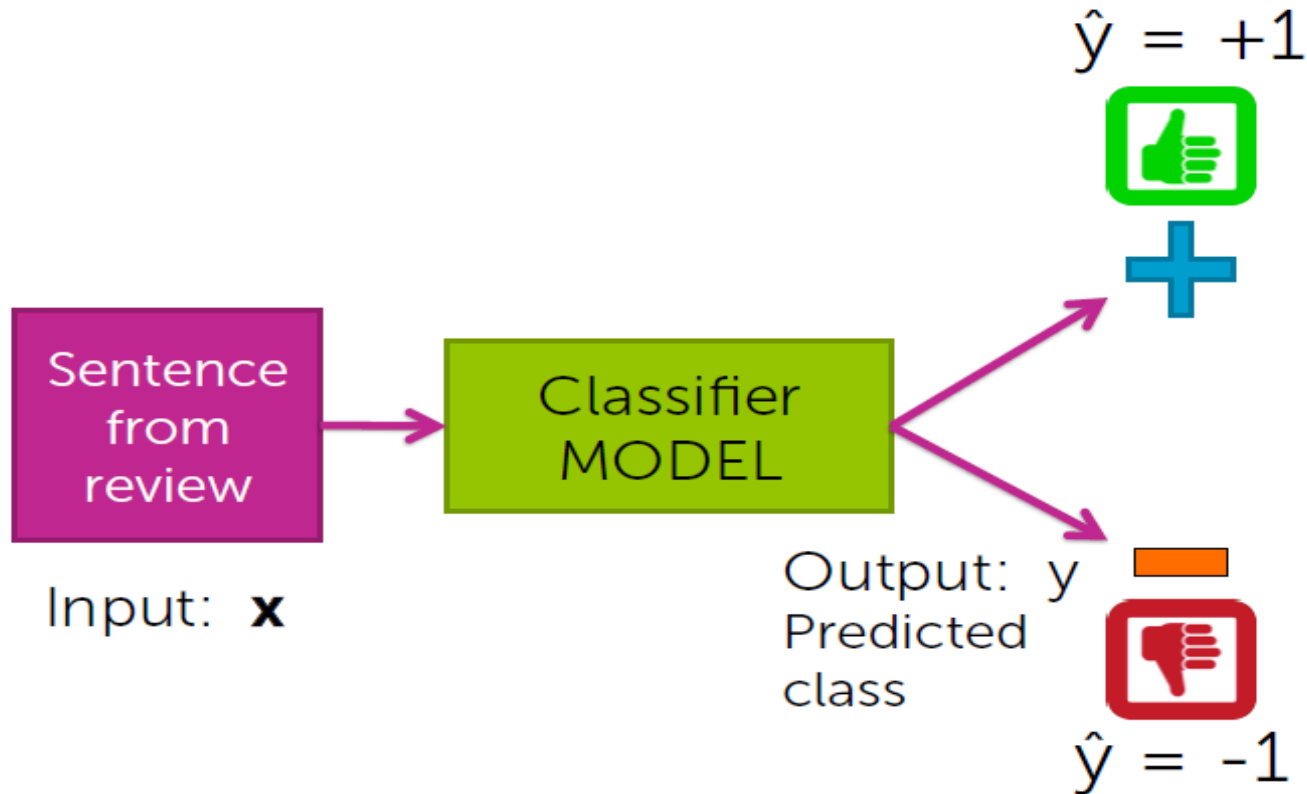 ŷ = +1
Sentence
from
review
Classifier
MODEL
Input: x
Output: y
Predicted
class
ŷ = -1